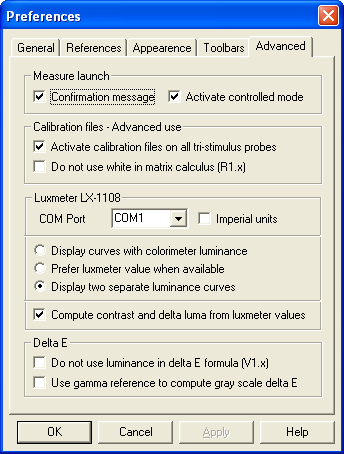 Preferences
General References Appearance Toolbars Advanced
Measure launch
Confirmation message Activate controlled mode
Calibration files - Advanced use
Activate calibration files on all tri-stimulus probes
Do not use white in matrix calculus (R1.x)
Luxmeter LX-1108
COM Port COM1 Imperial units
Display curves with colorimeter luminance
Prefer luxmeter value when available
Display two separate luminance curves
Compute contrast and delta luma from luxmeter values
Delta E
Do not use luminance in delta E formula (V1.x)
Use gamma reference to compute gray scale delta E
OK Cancel Apply Help